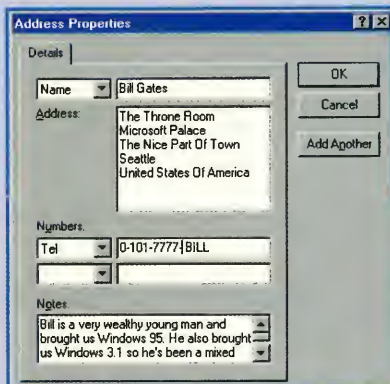 Address Properties
Details
Name Bill Gates
OK
Address:
The Throne Room
Microsoft Palace
The Nice Part Of Town
Seattle
United States Of America
Cancel
Add Another
Numbers:
Tel 0-101-7777-BILL
Notes
Bill is a very wealthy young man and
brought us Windows 95. He also brought
us Windows 3.1 so he's been a mixed